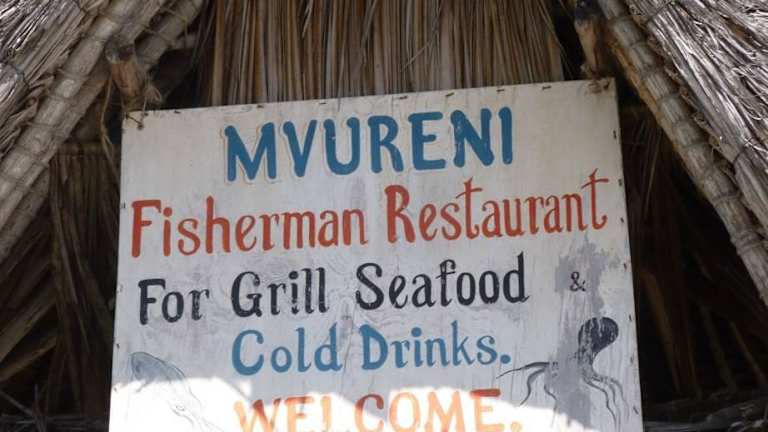 MVURENI
Fisherman Restaurant
For Grill Seafood &
Cold Drinks.
WELCOME.